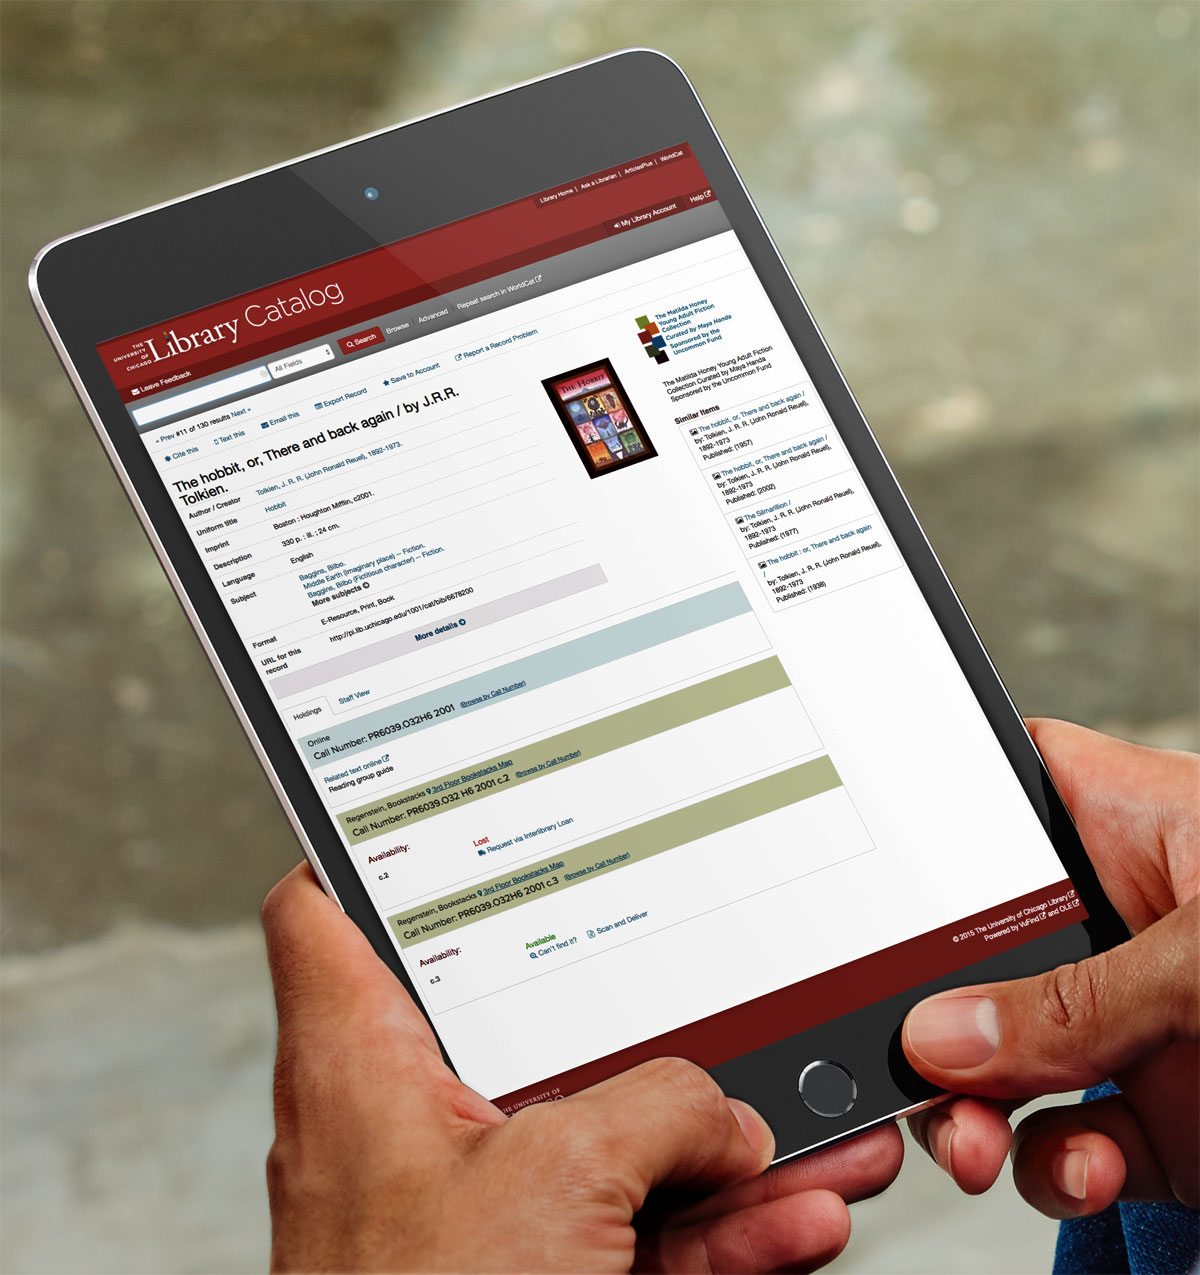 Library Home | Ask a Librarian | ArticlesPlus | WorldCat
THE
UNIVERSITY
OF
CHICAGO
Library Catalog
My Library Account
Help
Leave Feedback
All Fields
Search
Browse
Advanced
Repeat search in WorldCat
« Prev #11 of 130 results Next »
Cite this
Text this
Email this
Export Record
Save to Account
Report a Record Problem
The hobbit, or, There and back again / by J.R.R.
Tolkien.
Author / Creator
Tolkien, J. R. R. (John Ronald Reuel), 1892-1973.
Uniform title
Hobbit
Imprint
Boston : Houghton Mifflin, c2001.
Description
330 p. : ill. ; 24 cm.
Language
English
Subject
Baggins, Bilbo.
Middle Earth (Imaginary place) -- Fiction.
Baggins, Bilbo (Fictitious character) -- Fiction.
More subjects
Format
E-Resource, Print, Book
URL for this
record
http://pi.lib.uchicago.edu/1001/cat/bib/6678200
More details
THE HOBBIT
The Matilda Honey
Young Adult Fiction
Collection
Curated by Maya Handa
Sponsored by the
Uncommon Fund
The Matilda Honey Young Adult Fiction
Collection Curated by Maya Handa
Sponsored by the Uncommon Fund
Similar Items
The hobbit, or, There and back again /
by: Tolkien, J. R. R. (John Ronald Reuel),
1892-1973
Published: (1957)
The hobbit, or, There and back again /
by: Tolkien, J. R. R. (John Ronald Reuel),
1892-1973
Published: (2002)
The Silmarillion /
by: Tolkien, J. R. R. (John Ronald Reuel),
1892-1973
Published: (1977)
The hobbit : or, There and back again
/
by: Tolkien, J. R. R. (John Ronald Reuel),
1892-1973
Published: (1938)
Holdings
Staff View
Online
Call Number: PR6039.O32H6 2001 (Browse by Call Number)
Related text online
Reading group guide
Regenstein, Bookstacks 3rd Floor Bookstacks Map
Call Number: PR6039.O32 H6 2001 c.2 (Browse by Call Number)
Availability:
Lost
c.2
Request via Interlibrary Loan
Regenstein, Bookstacks 3rd Floor Bookstacks Map
Call Number: PR6039.O32H6 2001 c.3 (Browse by Call Number)
Availability:
Available
c.3
Can't find it?
Scan and Deliver
© 2015 The University of Chicago Library
Powered by VuFind and OLE
THE UNIVERSITY OF